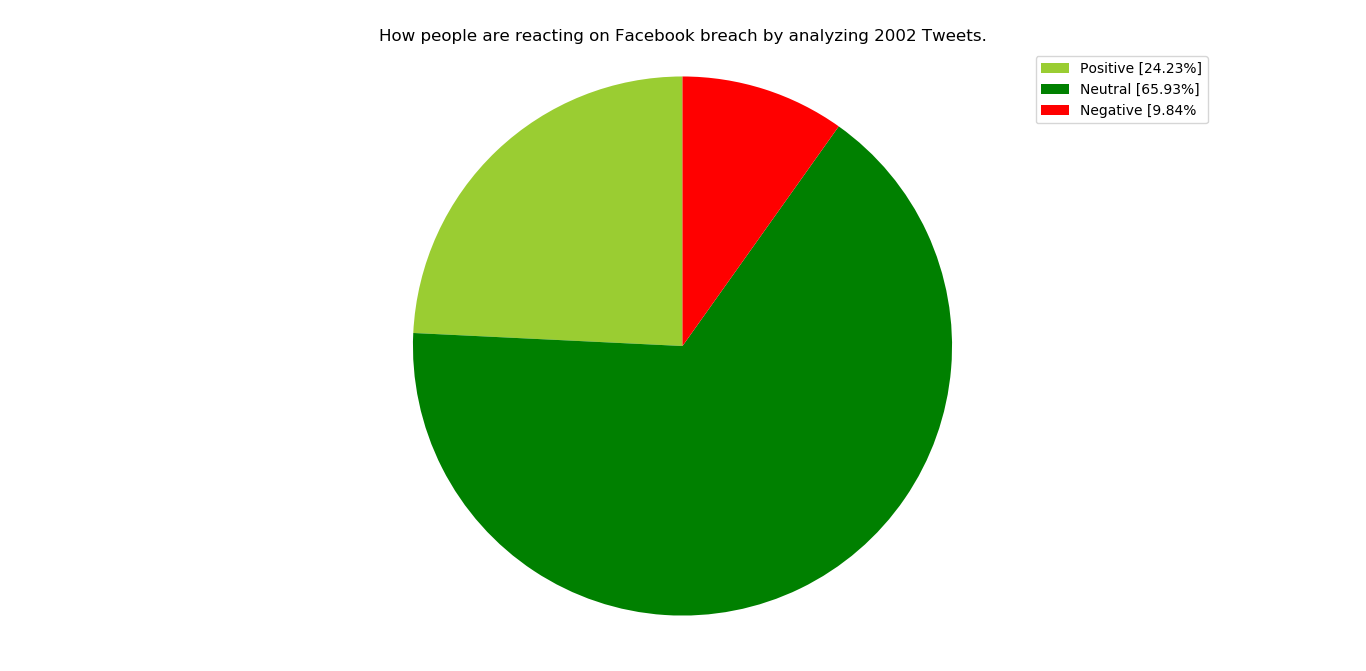 How people are reacting on Facebook breach by analyzing 2002 Tweets.
Positive [24.23%]
Neutral [65.93%]
Negative [9.84%